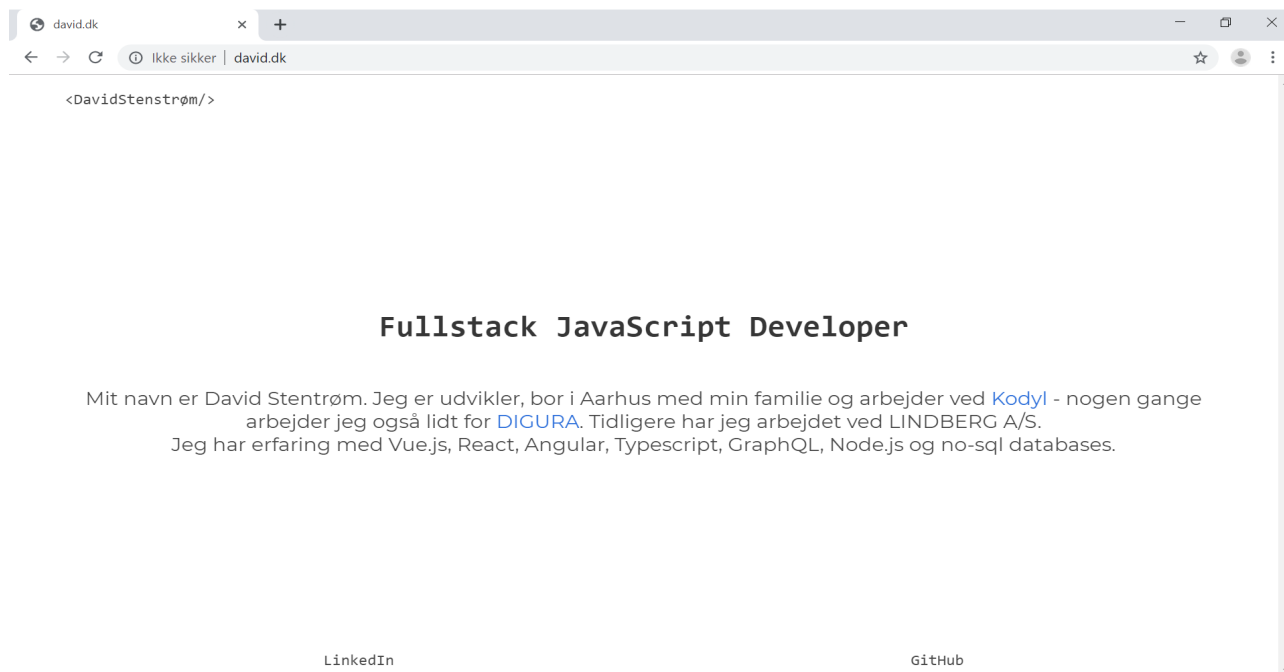 david.dk
Ikke sikker | david.dk
<DavidStenstrøm/>
Fullstack JavaScript Developer
Mit navn er David Stentrøm. Jeg er udvikler, bor i Aarhus med min familie og arbejder ved Kodyl - nogen gange
arbejder jeg også lidt for DIGURA. Tidligere har jeg arbejdet ved LINDBERG A/S.
Jeg har erfaring med Vue.js, React, Angular, Typescript, GraphQL, Node.js og no-sql databases.
LinkedIn
GitHub